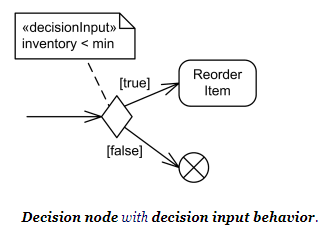 «decisionInput»
inventory < min
[true]
Reorder
Item
[false]
Decision node with decision input behavior.